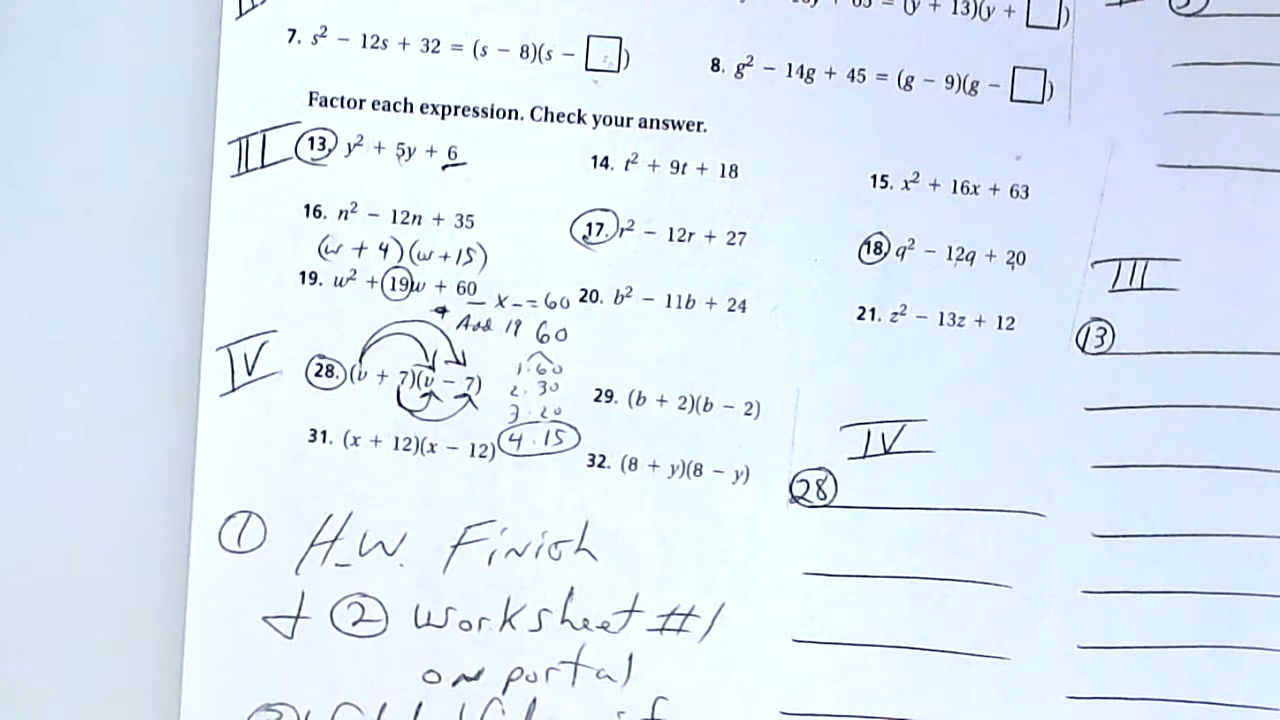 65 = (y + 13)(y + □)
7. s² − 12s + 32 = (s − 8)(s − □)
8. g² − 14g + 45 = (g − 9)(g − □)
Factor each expression. Check your answer.
III 13. y² + 5y + 6
14. t² + 9t + 18
15. x² + 16x + 63
16. n² − 12n + 35
17. r² − 12r + 27
18. q² − 12q + 20
(w + 4)(w + 15)
19. w² + 19w + 60
_ x _ = 60
Add 19
60
1·60
2·30
3·20
4·15
20. b² − 11b + 24
21. z² − 13z + 12
IV 28. (v + 7)(v − 7)
29. (b + 2)(b − 2)
31. (x + 12)(x − 12)
32. (8 + y)(8 − y)
III
13
IV
28
① H.W. Finish
+ ② Worksheet #1
on portal